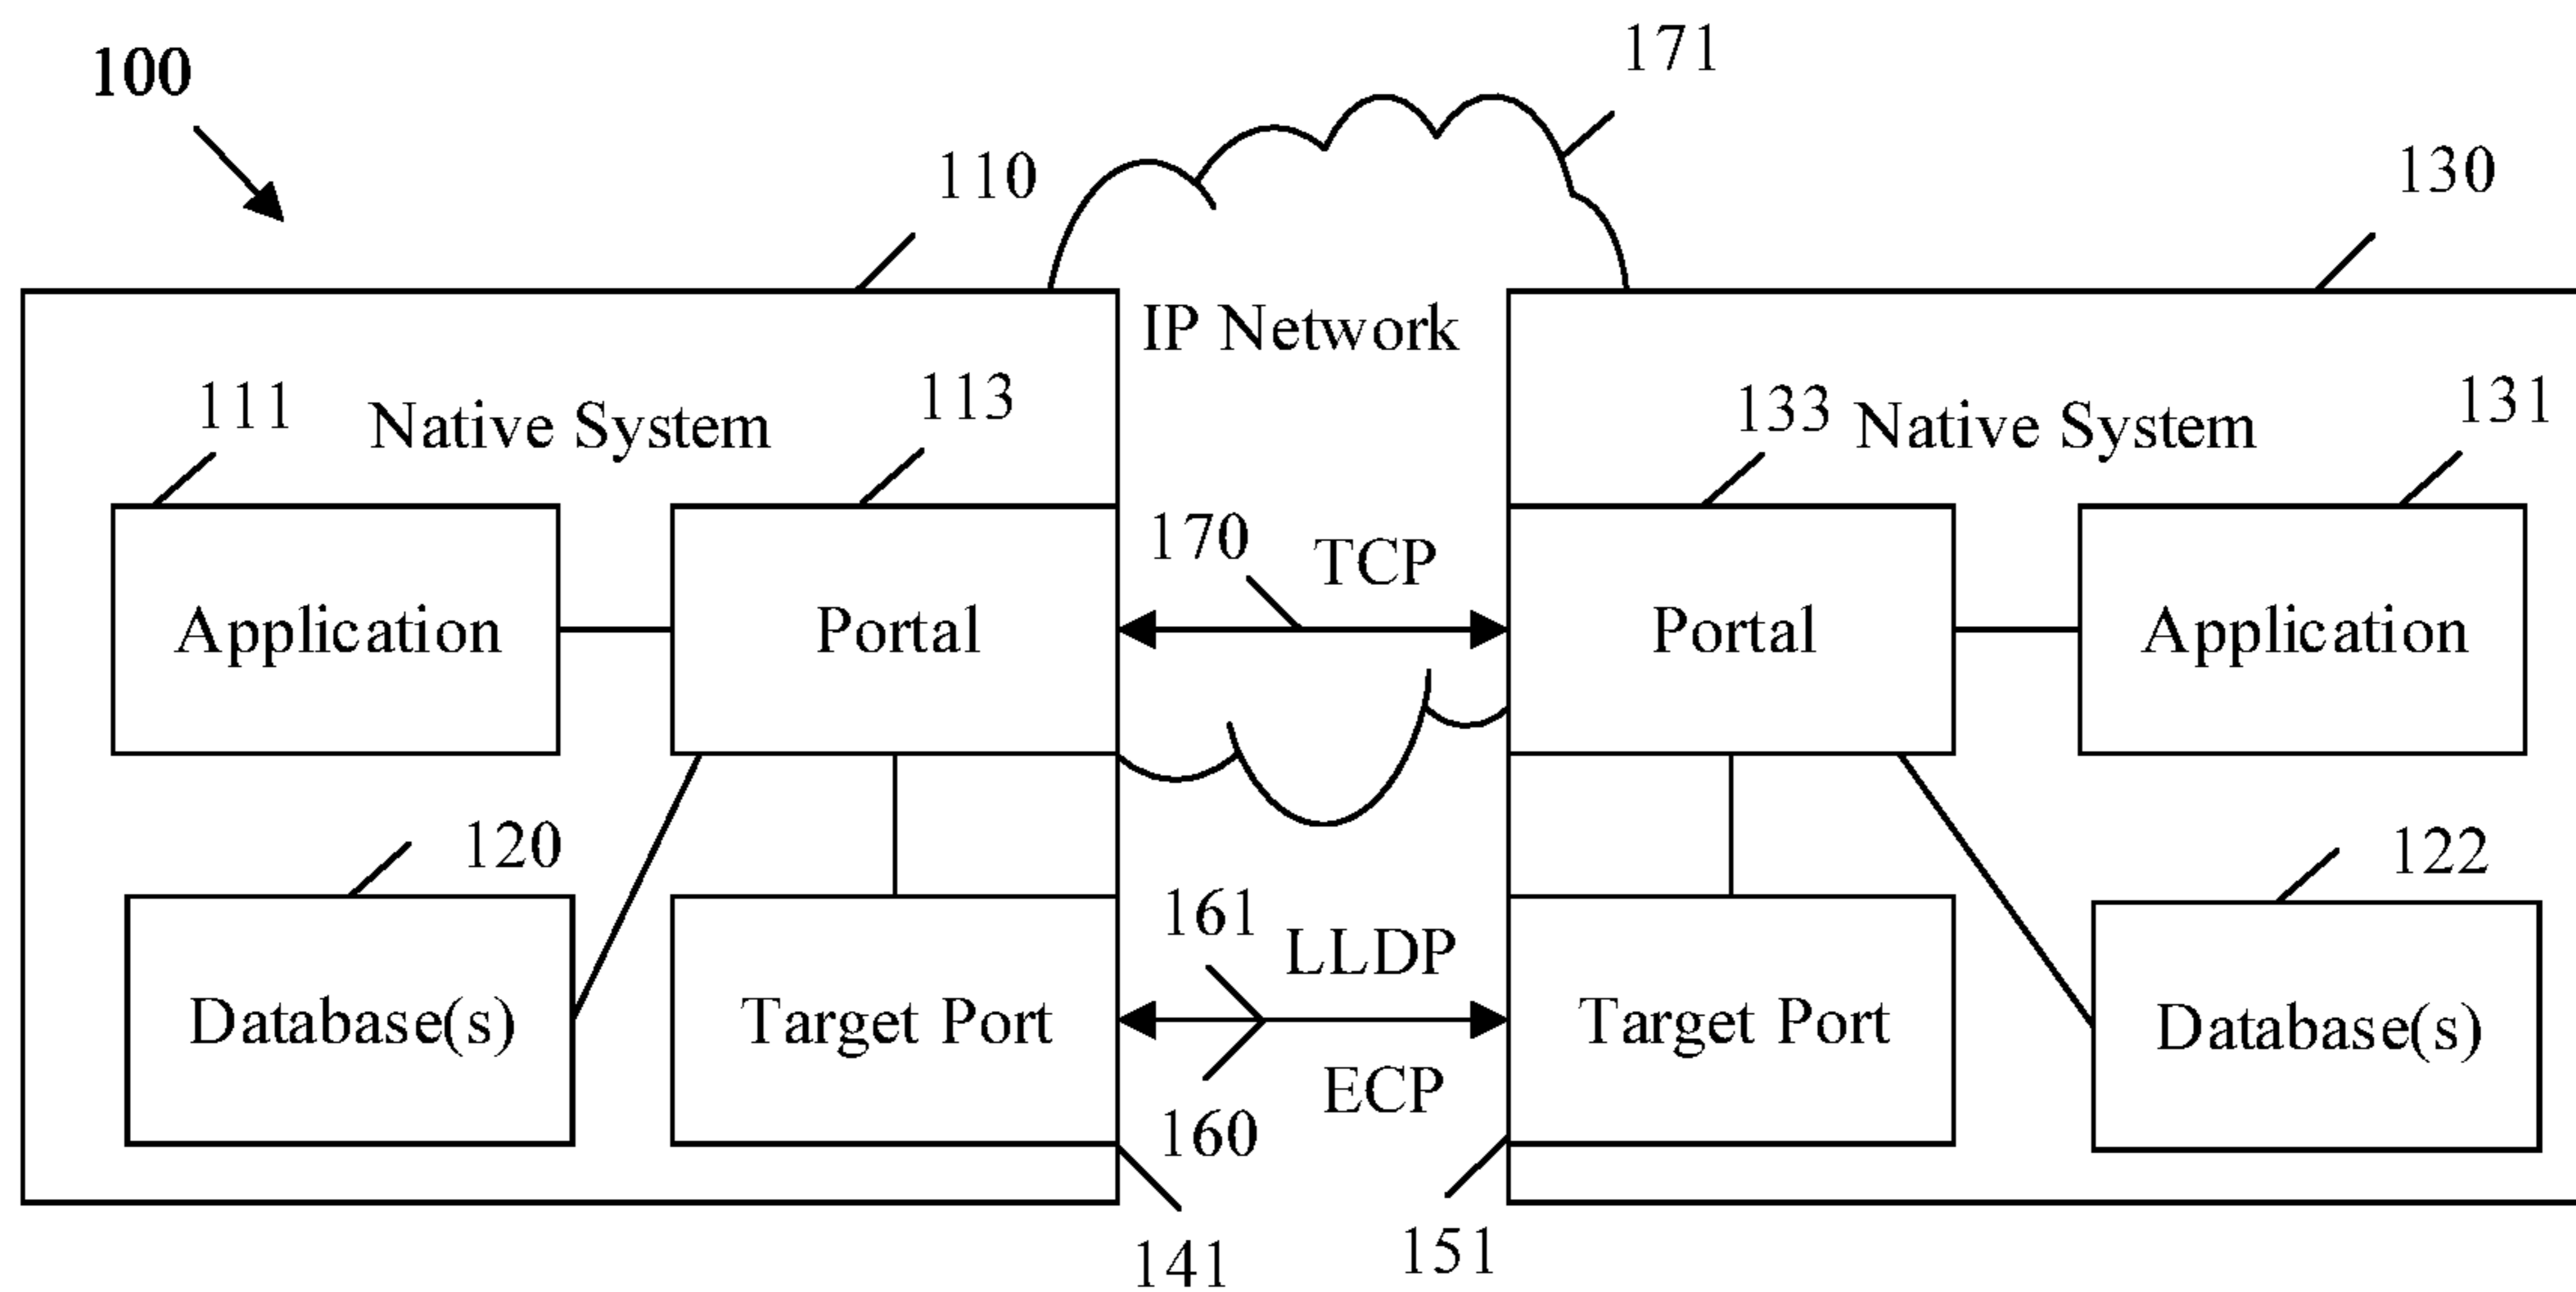 100
171
110
130
IP Network
111
Native System
113
133
Native System
131
170
TCP
Application
Portal
Portal
Application
120
122
161
LLDP
Database(s)
Target Port
Target Port
Database(s)
160
ECP
141
151